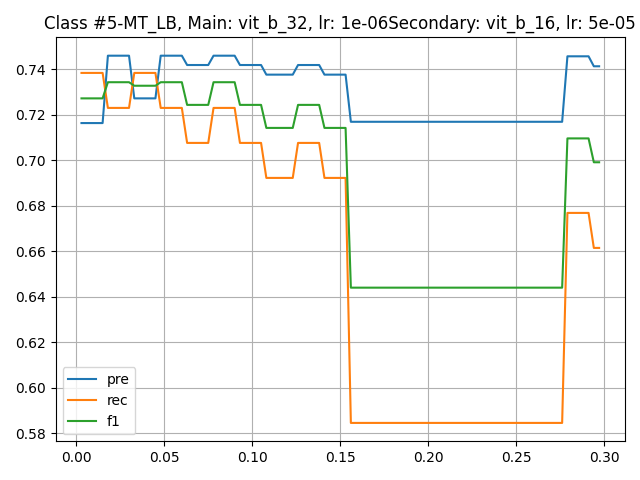 Class #5-MT_LB, Main: vit_b_32, lr: 1e-06Secondary: vit_b_16, lr: 5e-05
0.74
0.72
0.70
0.68
0.66
0.64
0.62
0.60
0.58
pre
rec
f1
0.00 0.05 0.10 0.15 0.20 0.25 0.30